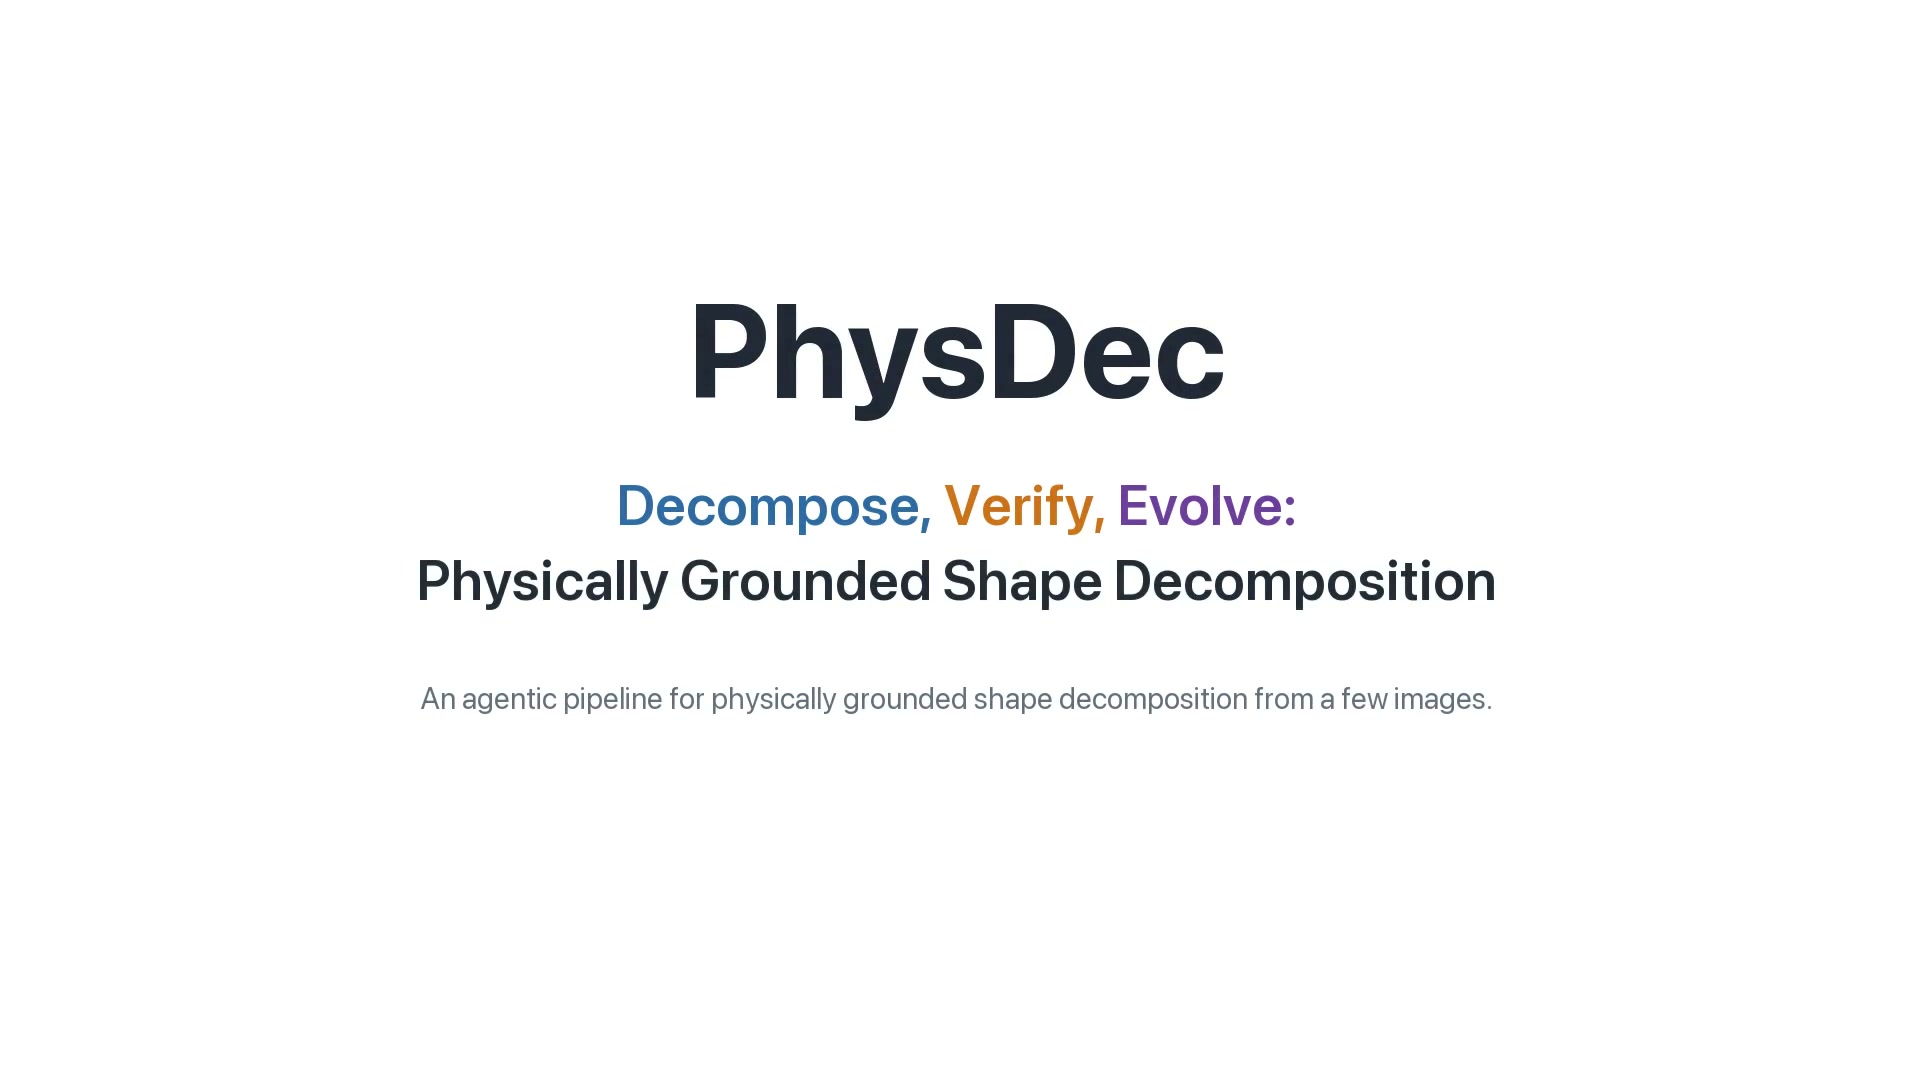 PhysDec
Decompose, Verify, Evolve:
Physically Grounded Shape Decomposition
An agentic pipeline for physically grounded shape decomposition from a few images.